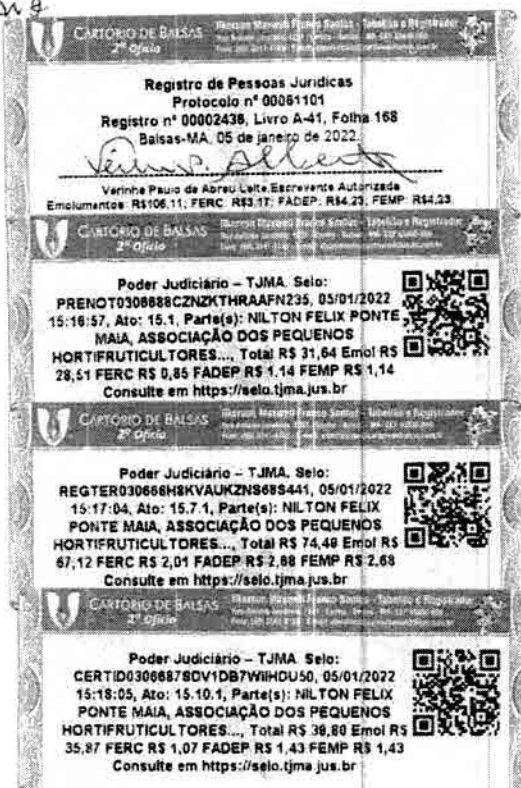 CARTÓRIO DE BALSAS
2º Ofício
Registro de Pessoas Juridicas
Protocolo nº 00061101
Registro nº 00002436, Livro A-41, Folha 168
Balsas-MA, 05 de janeiro de 2022.
Verinha Paulo de Abreu Leite.Escrevente Autorizada
Emolumentos: R$106,11; FERC: R$3,17; FADEP: R$4,23; FEMP: R$4,23
CARTÓRIO DE BALSAS
2º Ofício
Poder Judiciário – TJMA. Selo:
PRENOT0306688CZNZKTHRAAFN235, 05/01/2022
15:16:57, Ato: 15.1, Parte(s): NILTON FELIX PONTE
MAIA, ASSOCIAÇÃO DOS PEQUENOS
HORTIFRUTICULTORES..., Total R$ 31,64 Emol R$
28,51 FERC R$ 0,85 FADEP R$ 1,14 FEMP R$ 1,14
Consulte em https://selo.tjma.jus.br
CARTÓRIO DE BALSAS
2º Ofício
Poder Judiciário – TJMA. Selo:
REGTER030668H8KVAUKZNS68S441, 05/01/2022
15:17:04, Ato: 15.7.1, Parte(s): NILTON FELIX
PONTE MAIA, ASSOCIAÇÃO DOS PEQUENOS
HORTIFRUTICULTORES..., Total R$ 74,49 Emol R$
67,12 FERC R$ 2,01 FADEP R$ 2,68 FEMP R$ 2,68
Consulte em https://selo.tjma.jus.br
CARTÓRIO DE BALSAS
2º Ofício
Poder Judiciário – TJMA. Selo:
CERTID0306687SOV1DB7WIIHDU50, 05/01/2022
15:18:05, Ato: 15.10.1, Parte(s): NILTON FELIX
PONTE MAIA, ASSOCIAÇÃO DOS PEQUENOS
HORTIFRUTICULTORES..., Total R$ 39,80 Emol R$
35,87 FERC R$ 1,07 FADEP R$ 1,43 FEMP R$ 1,43
Consulte em https://selo.tjma.jus.br